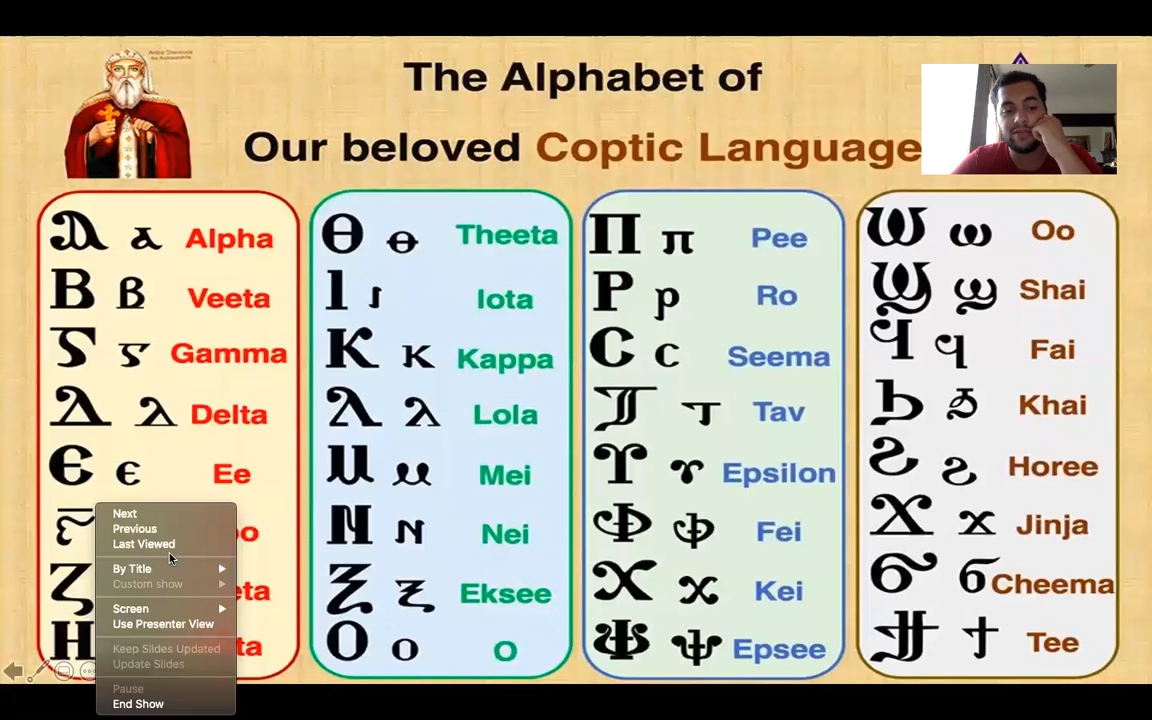 The Alphabet of
Our beloved Coptic Language
Ⲁ ⲁ Alpha
Ⲃ ⲃ Veeta
Ⲅ ⲅ Gamma
Ⲇ ⲇ Delta
Ⲉ ⲉ Ee
Ⲋ
Ⲍ eta
Ⲏ ta
Ⲑ ⲑ Theeta
Ⲓ ⲓ Iota
Ⲕ ⲕ Kappa
Ⲗ ⲗ Lola
Ⲙ ⲙ Mei
Ⲛ ⲛ Nei
Ⲝ ⲝ Eksee
Ⲟ ⲟ O
Ⲡ ⲡ Pee
Ⲣ ⲣ Ro
Ⲥ ⲥ Seema
Ⲧ ⲧ Tav
Ⲩ ⲩ Epsilon
Ⲫ ⲫ Fei
Ⲭ ⲭ Kei
Ⲯ ⲯ Epsee
Ⲱ ⲱ Oo
Ϣ ϣ Shai
Ϥ ϥ Fai
Ϧ ϧ Khai
Ϩ ϩ Horee
Ϫ ϫ Jinja
Ϭ ϭ Cheema
Ϯ ϯ Tee
Next
Previous
Last Viewed
By Title
Custom show
Screen
Use Presenter View
Keep Slides Updated
Update Slides
Pause
End Show